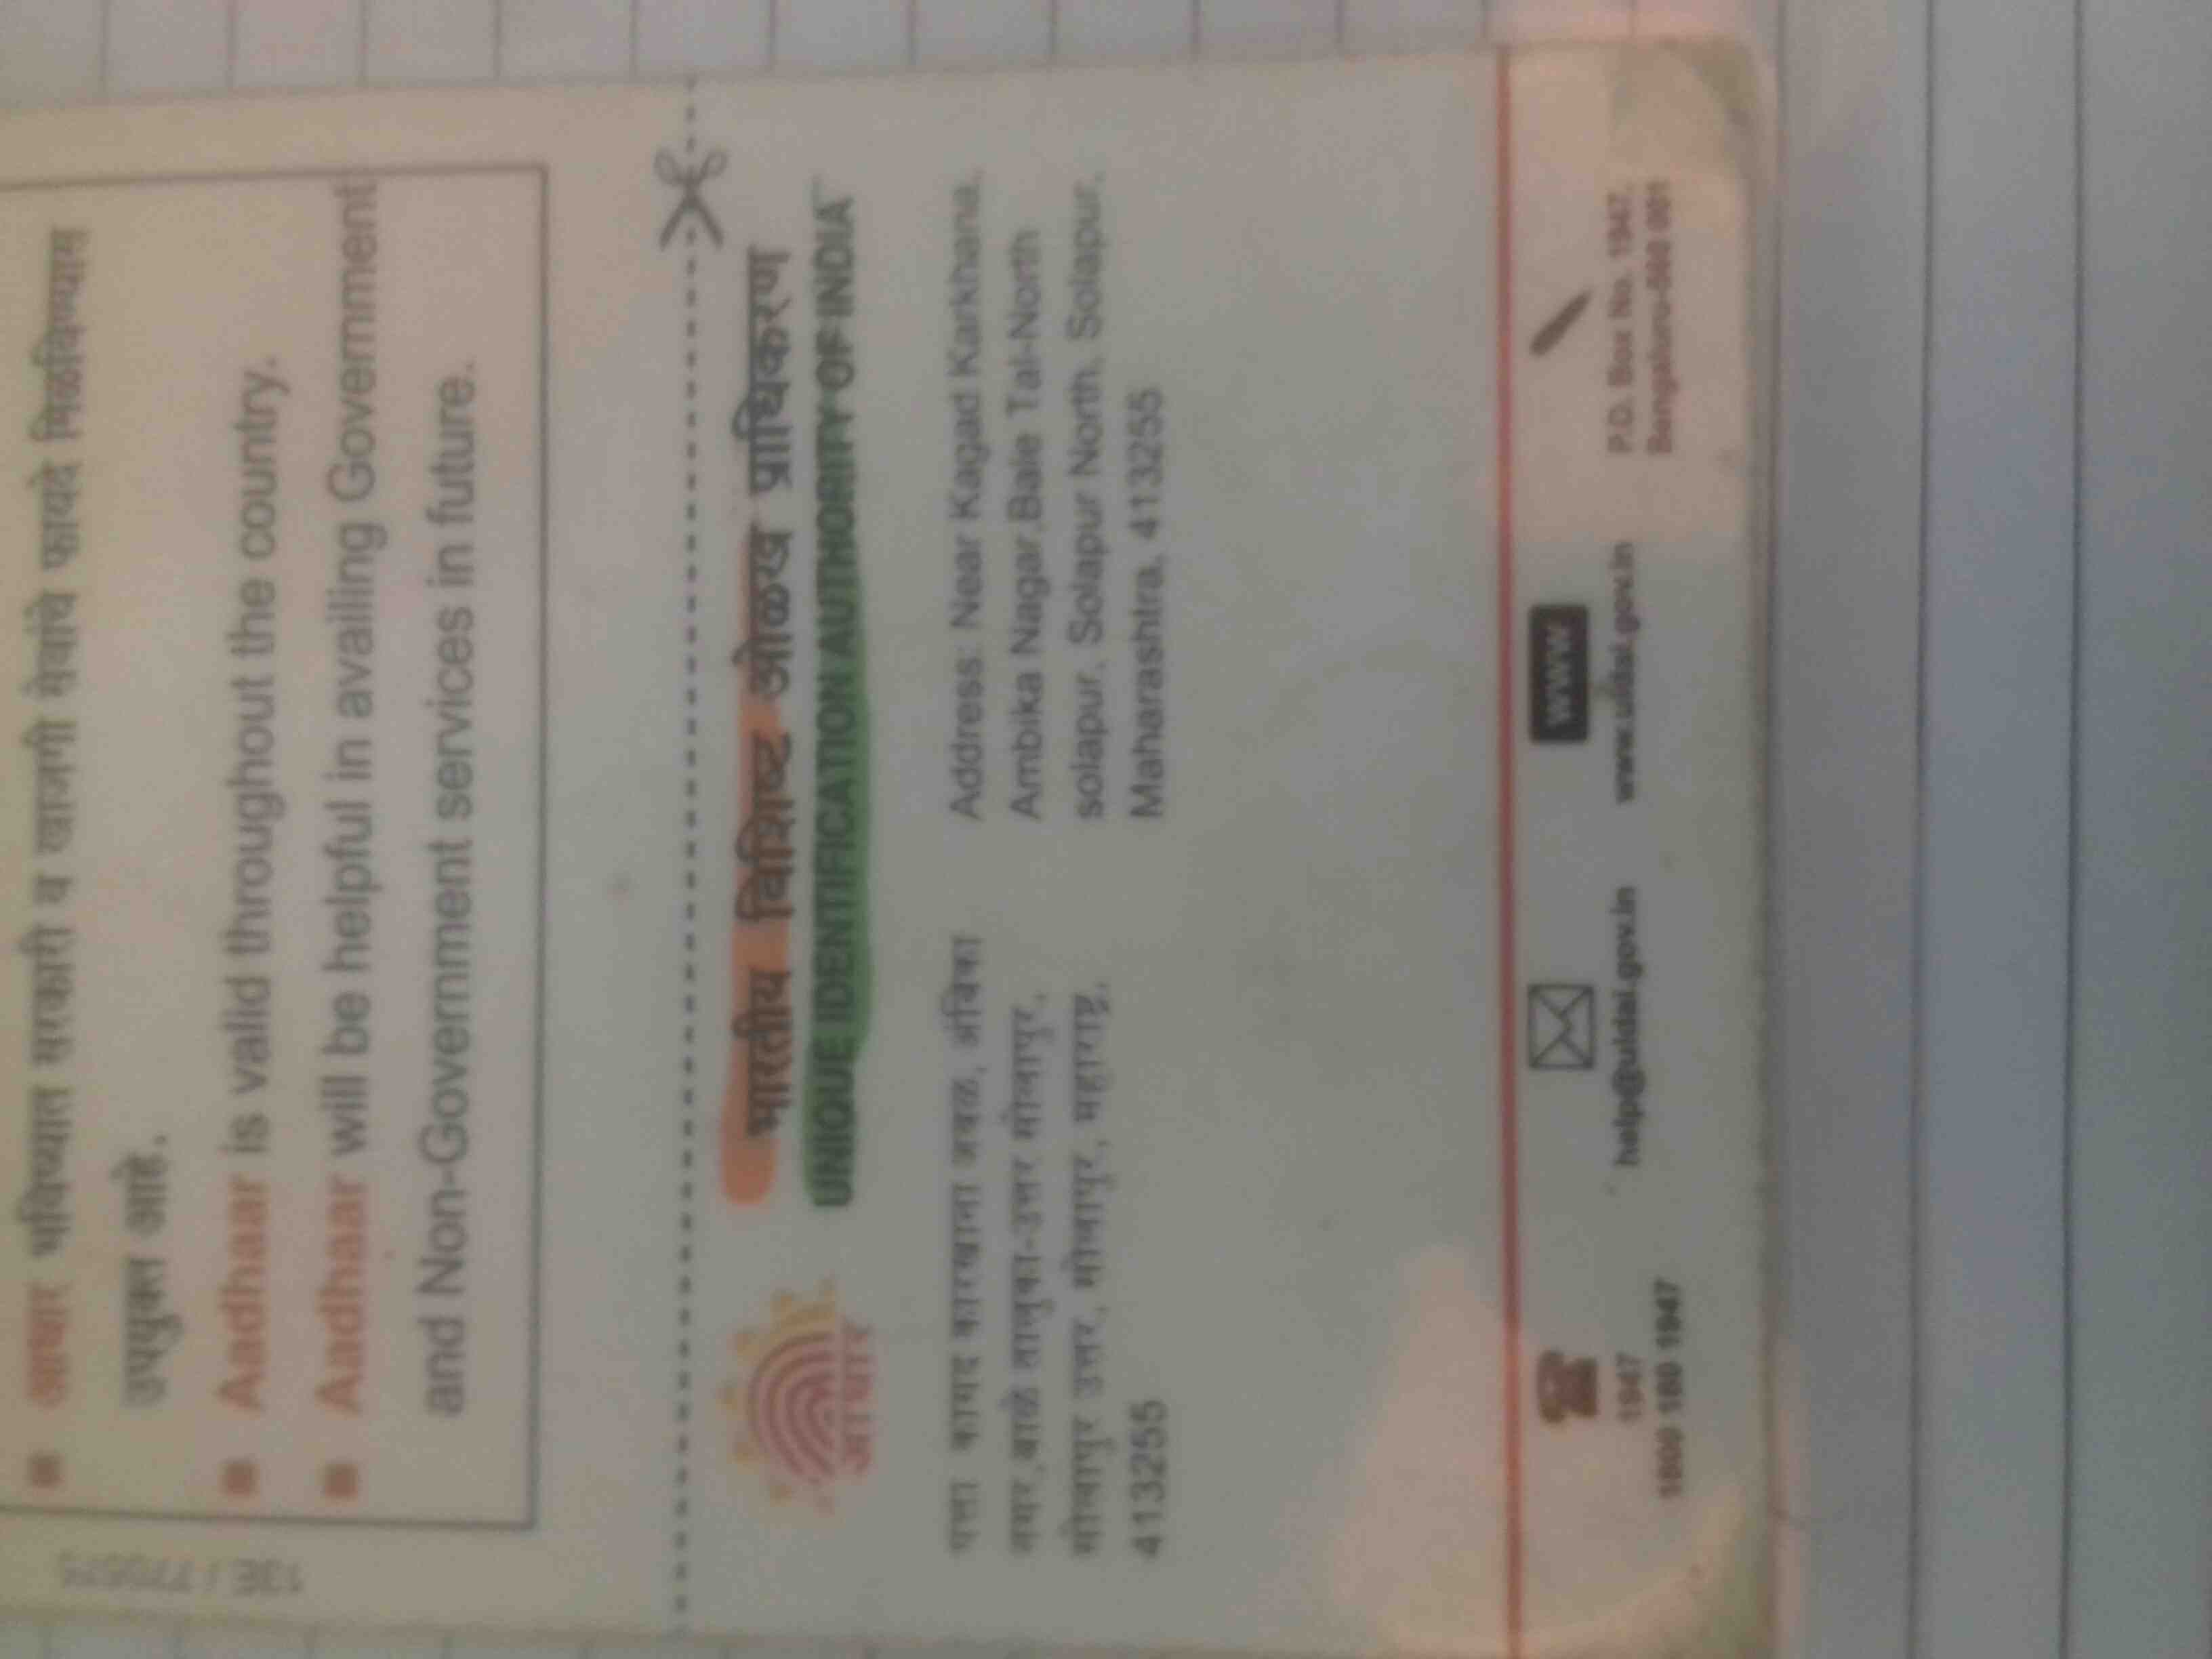 ■ आधार भविष्यात सरकारी व खाजगी सेवांचे फायदे मिळविण्यास
उपयुक्त आहे.
■ Aadhaar is valid throughout the country.
■ Aadhaar will be helpful in availing Government
and Non-Government services in future.
भारतीय विशिष्ट ओळख प्राधिकरण
UNIQUE IDENTIFICATION AUTHORITY OF INDIA
आधार
पत्ता कागद कारखाना जवळ, अंबिका
नगर,बाळे तालुका-उत्तर सोलापुर,
सोलापुर उत्तर, सोलापुर, महाराष्ट्र,
413255
Address: Near Kagad Karkhana,
Ambika Nagar,Bale Tal-North
solapur, Solapur North, Solapur,
Maharashtra, 413255
1947
1800 180 1947
help@uidai.gov.in
www
www.uidai.gov.in
P.O. Box No. 1947,
Bengaluru-560 001